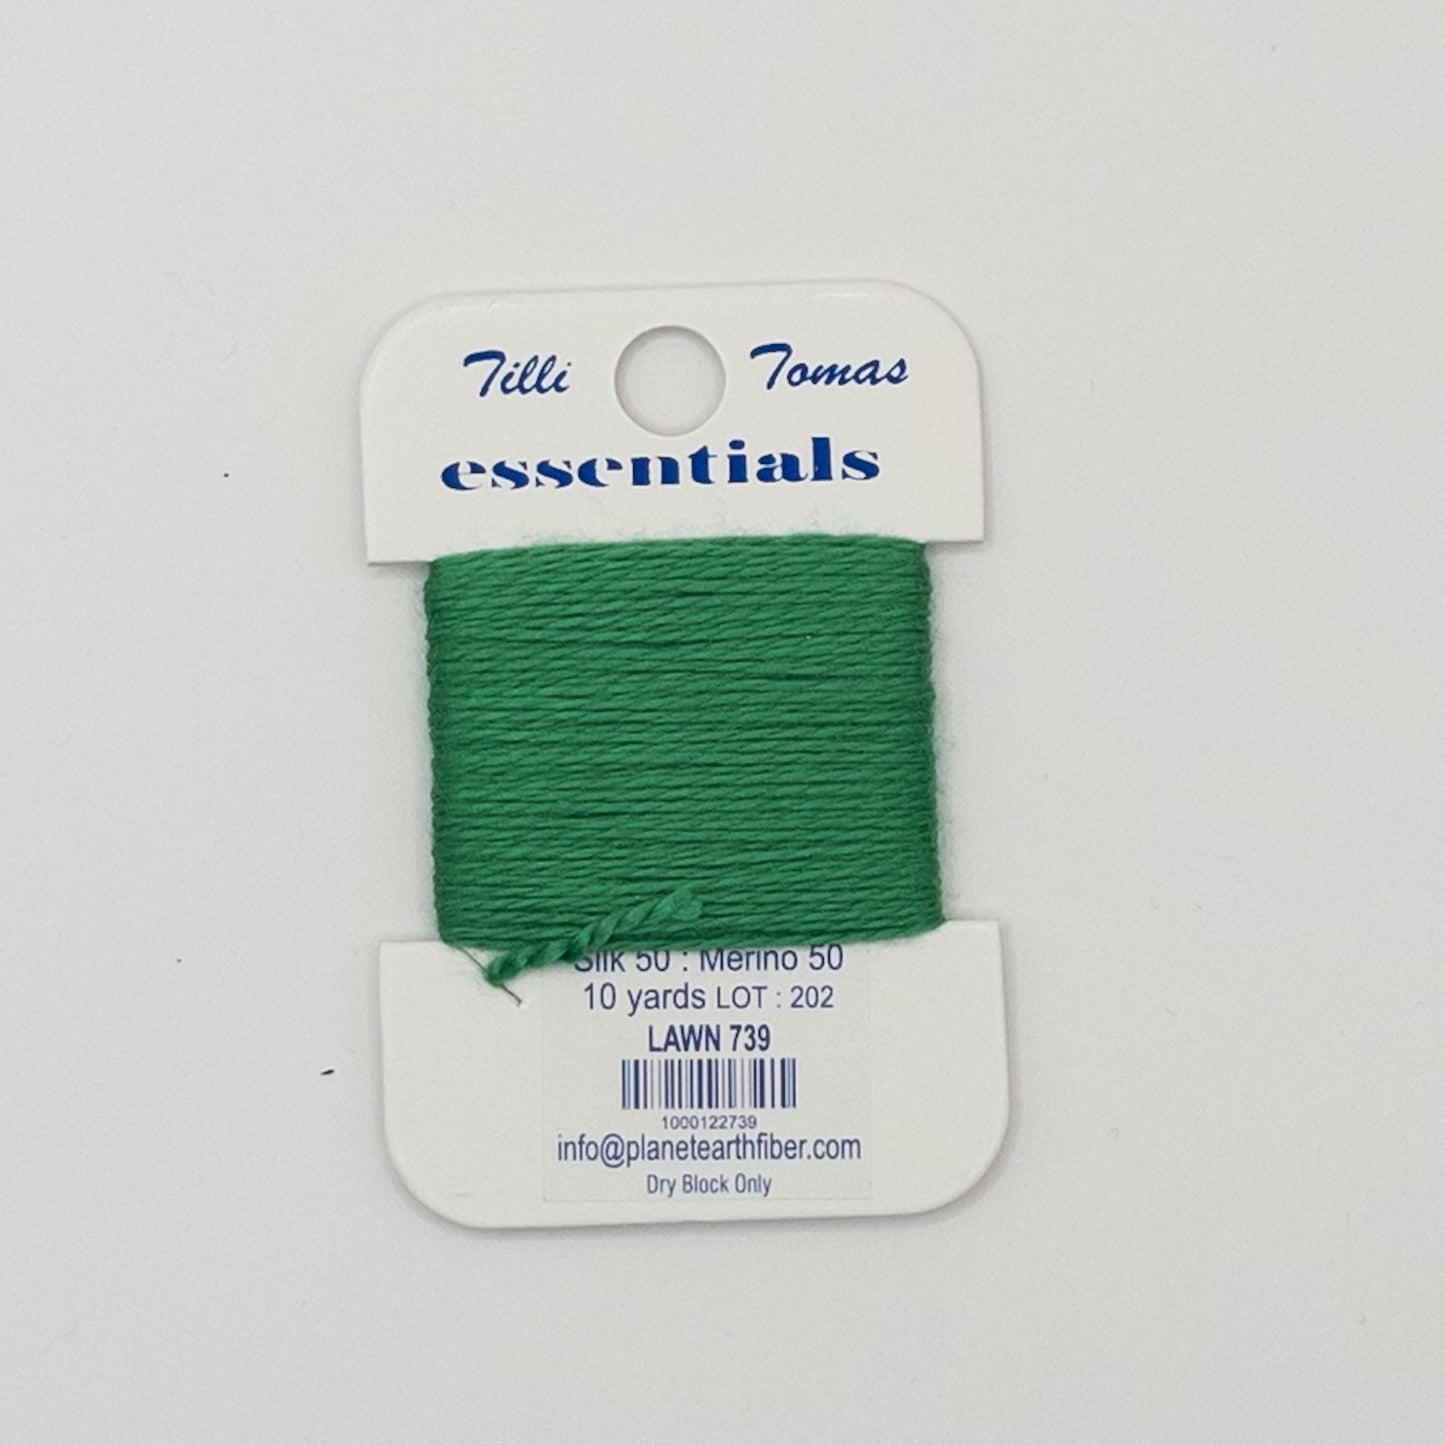 Tilli Tomas
essentials
Silk 50 : Merino 50
10 yards LOT : 202
LAWN 739
1000122739
info@planetearthfiber.com
Dry Block Only